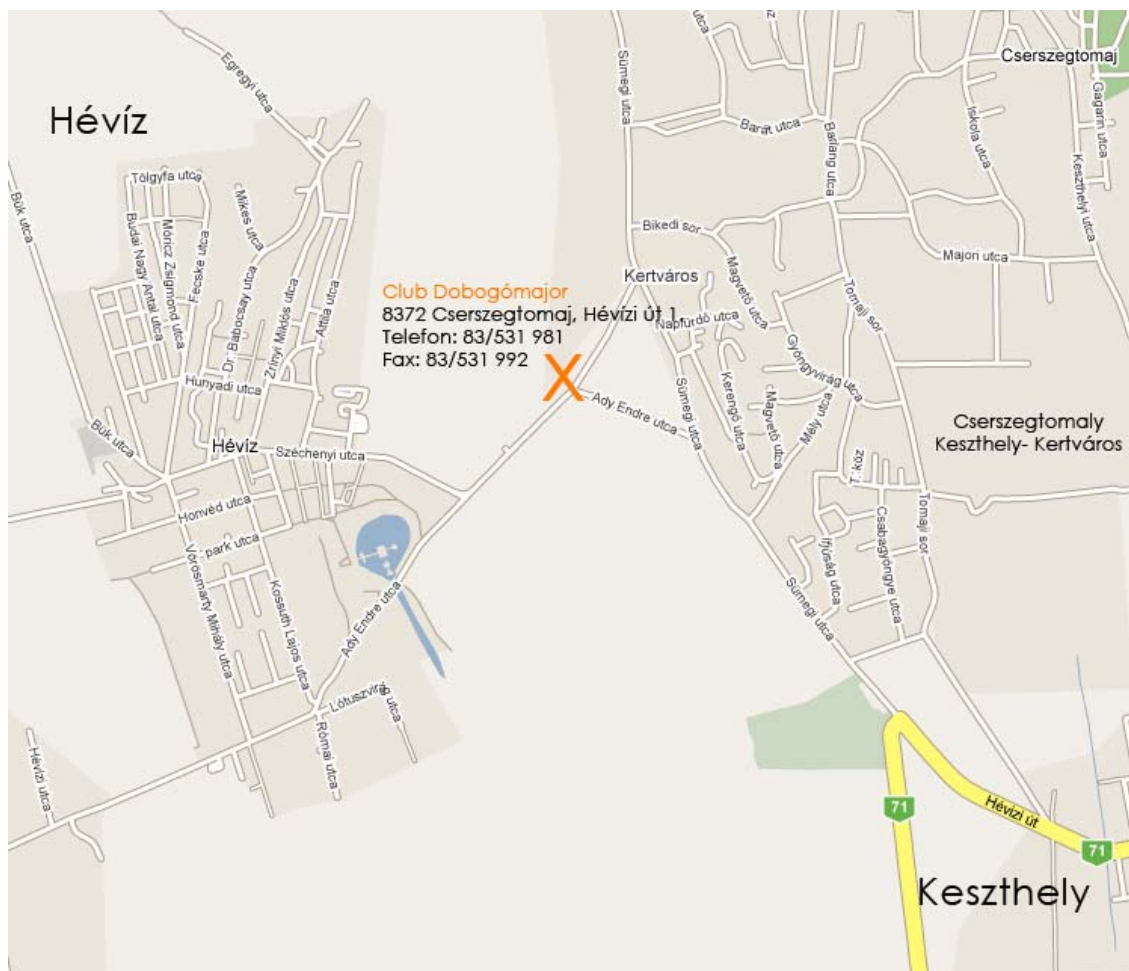 Hévíz
Egregyi utca
Sümegi utca
Cserszegtomaj
Gagarin utca
Barát utca
Barlang utca
Iskola utca
Keszthelyi utca
Tölgyfa utca
Mikes utca
Bük utca
Budai Nagy Antal utca
Móricz Zsigmond utca
Fecske utca
Dr. Babocsay utca
Zrínyi Miklós utca
Attila utca
Bikedi sor
Majori utca
Kertváros
Magvető utca
Tomaji sor
Club Dobogómajor
8372 Cserszegtomaj, Hévízi út 1.
Telefon: 83/531 981
Fax: 83/531 992
X
Napfürdő utca
Gyöngyvirág utca
Hunyadi utca
Ady Endre utca
Sümegi utca
Kerengő utca
Magvető utca
Mély utca
Cserszegtomaly
Keszthely- Kertváros
Bük utca
Hévíz
Széchenyi utca
T. köz
Honvéd utca
park utca
Vörösmarty Mihály utca
Kossuth Lajos utca
Ady Endre utca
Ifjúság utca
Csabagyöngye utca
Tomaji sor
Sümegi utca
Lótuszvirág utca
Római utca
Hévízi utca
71
Hévízi út
71
Keszthely